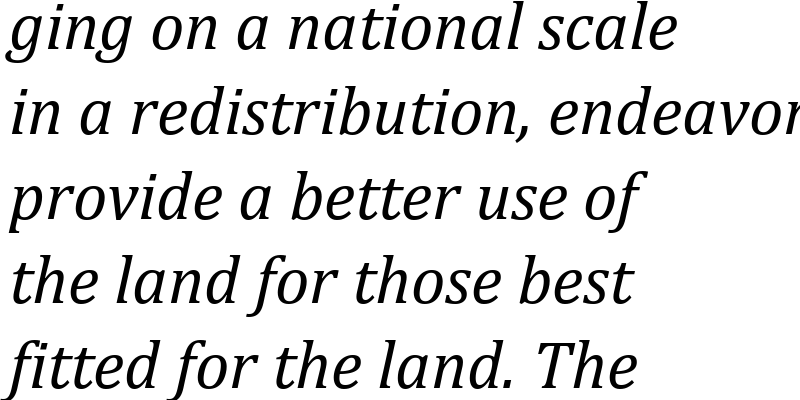 ging on a national scale
in a redistribution, endeavor
provide a better use of
the land for those best
fitted for the land. The